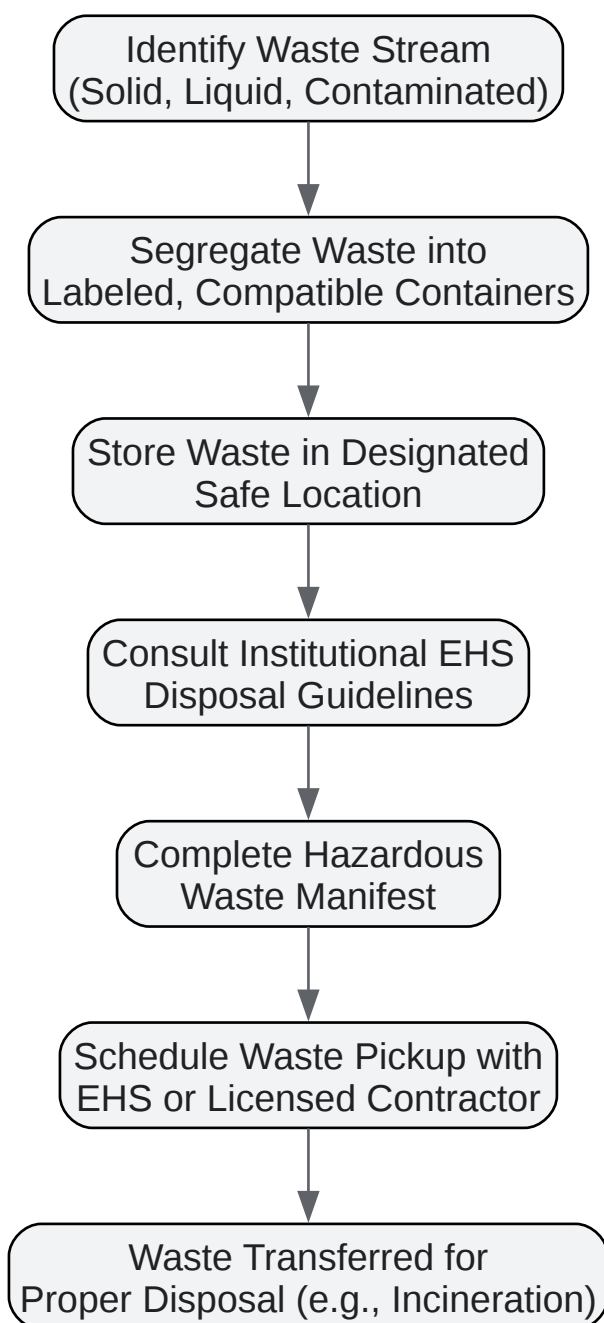 Identify Waste Stream
(Solid, Liquid, Contaminated)
Segregate Waste into
Labeled, Compatible Containers
Store Waste in Designated
Safe Location
Consult Institutional EHS
Disposal Guidelines
Complete Hazardous
Waste Manifest
Schedule Waste Pickup with
EHS or Licensed Contractor
Waste Transferred for
Proper Disposal (e.g., Incineration)